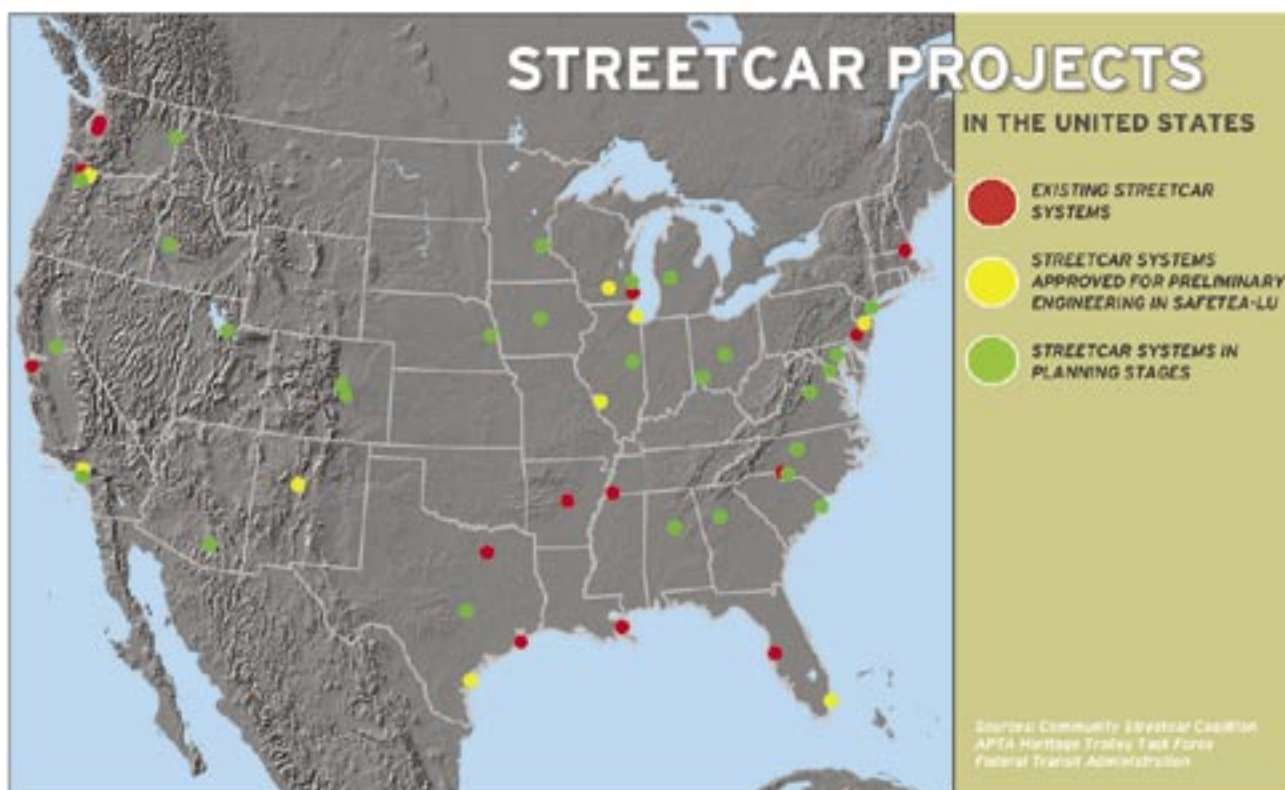 STREETCAR PROJECTS
IN THE UNITED STATES
EXISTING STREETCAR
SYSTEMS
STREETCAR SYSTEMS
APPROVED FOR PRELIMINARY
ENGINEERING IN SAFETEA-LU
STREETCAR SYSTEMS IN
PLANNING STAGES
Sources: Community Streetcar Coalition
APTA Heritage Trolley Task Force
Federal Transit Administration